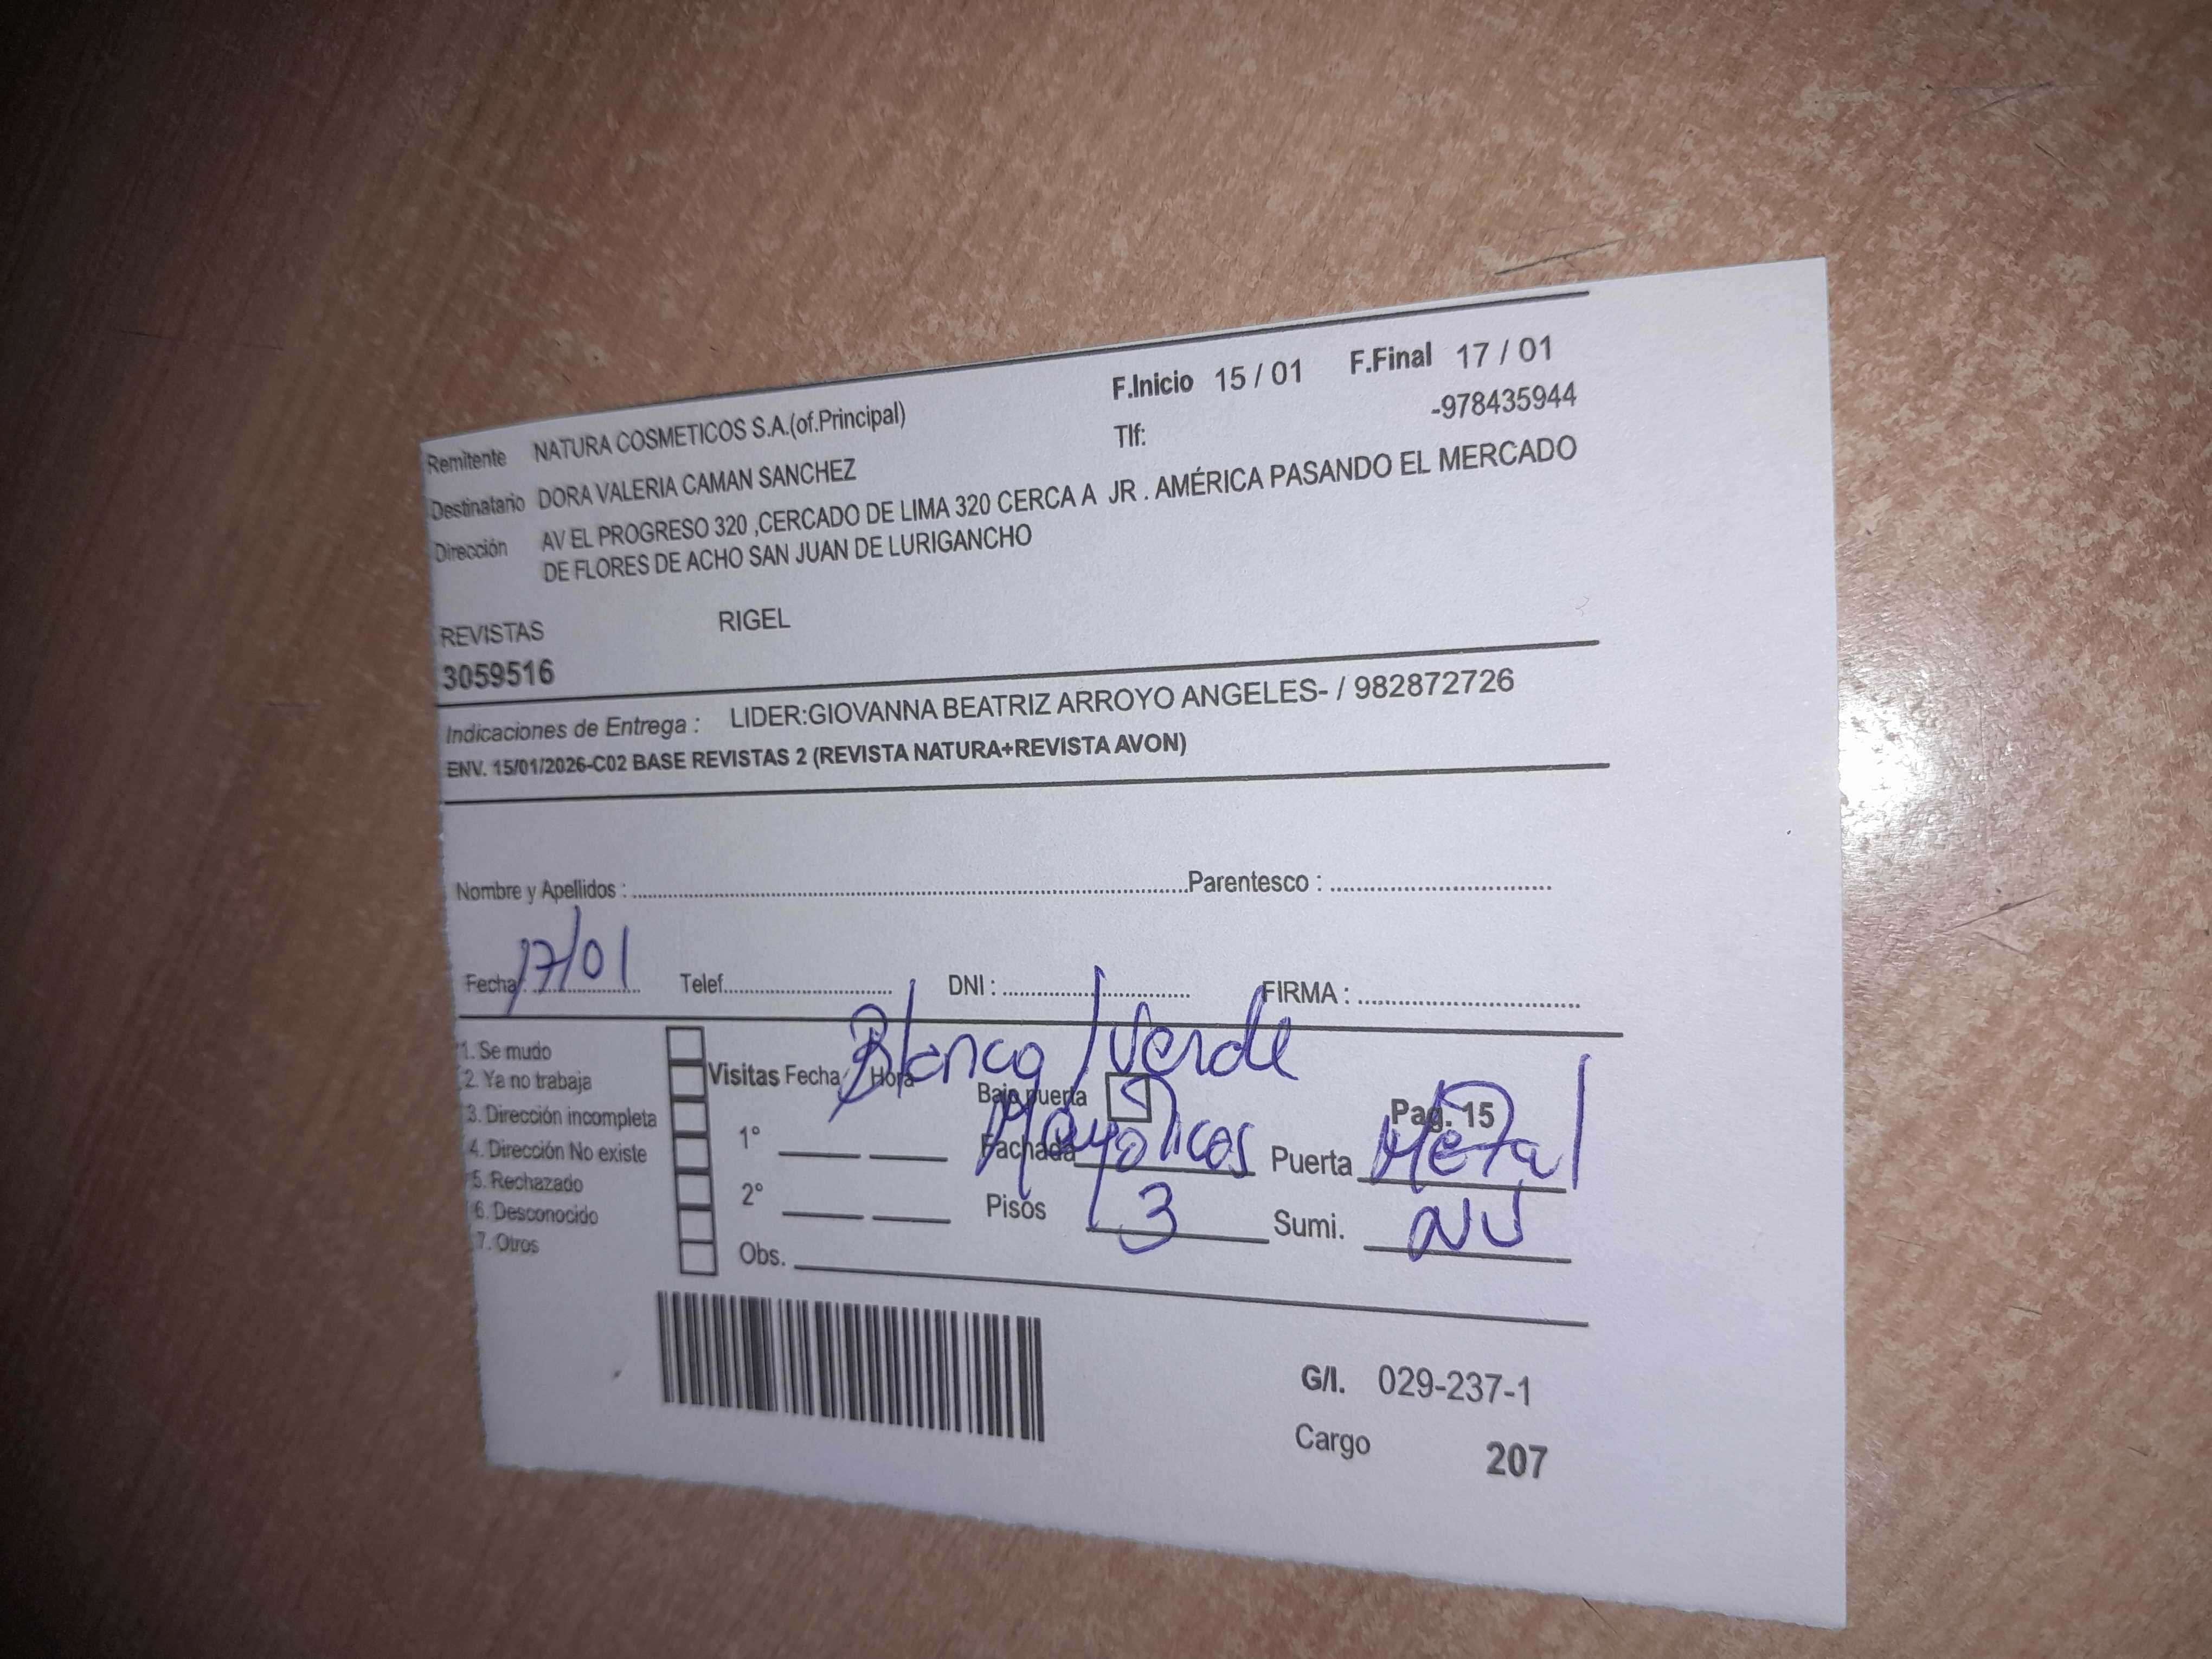 F.Inicio 15 / 01 F.Final 17 / 01
Remitente NATURA COSMETICOS S.A.(of.Principal)
Tlf: -978435944
Destinatario DORA VALERIA CAMAN SANCHEZ
Dirección AV EL PROGRESO 320 ,CERCADO DE LIMA 320 CERCA A JR . AMÉRICA PASANDO EL MERCADO
DE FLORES DE ACHO SAN JUAN DE LURIGANCHO
REVISTAS RIGEL
3059516
Indicaciones de Entrega : LIDER:GIOVANNA BEATRIZ ARROYO ANGELES- / 982872726
ENV. 15/01/2026-C02 BASE REVISTAS 2 (REVISTA NATURA+REVISTA AVON)
Nombre y Apellidos : Parentesco :
Fecha : 17/01 Telef. DNI : FIRMA :
Blanco/verde
1. Se mudo
2. Ya no trabaja
3. Dirección incompleta
4. Dirección No existe
5. Rechazado
6. Desconocido
7. Otros
Visitas Fecha / Hora Bajo puerta Pag. 15
1° Fachada Mayolicas Puerta Metal
2° Pisos 3 Sumi.
Obs.
G/I. 029-237-1
Cargo 207